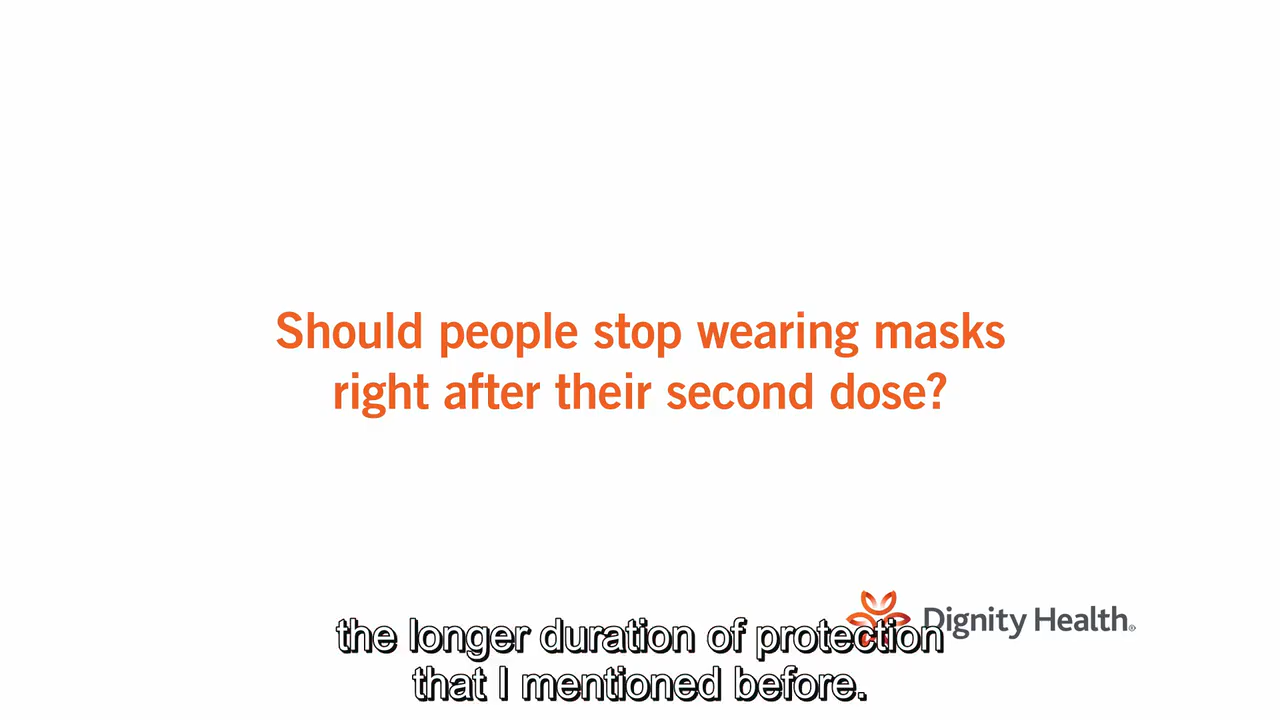 Should people stop wearing masks
right after their second dose?
Dignity Health®
the longer duration of protection
that I mentioned before.